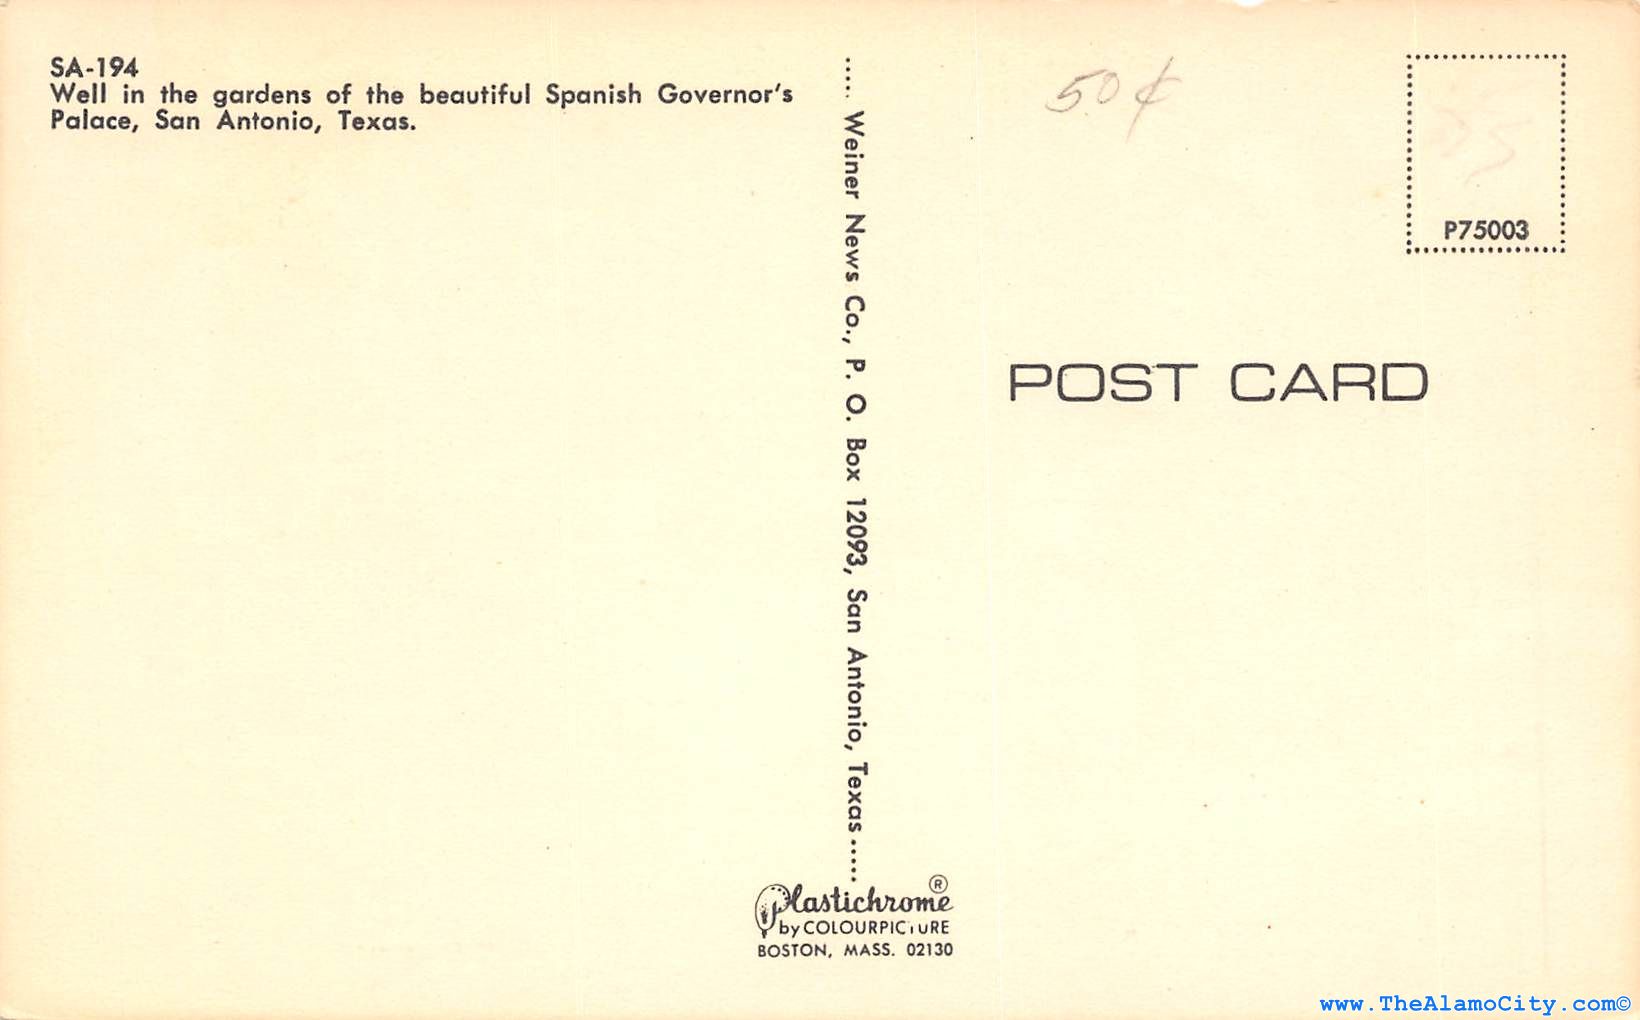 SA-194
Well in the gardens of the beautiful Spanish Governor's
Palace, San Antonio, Texas.
Weiner News Co., P. O. Box 12093, San Antonio, Texas
50¢
P75003
POST CARD
Plastichrome®
by COLOURPICTURE
BOSTON, MASS. 02130
www.TheAlamoCity.com©